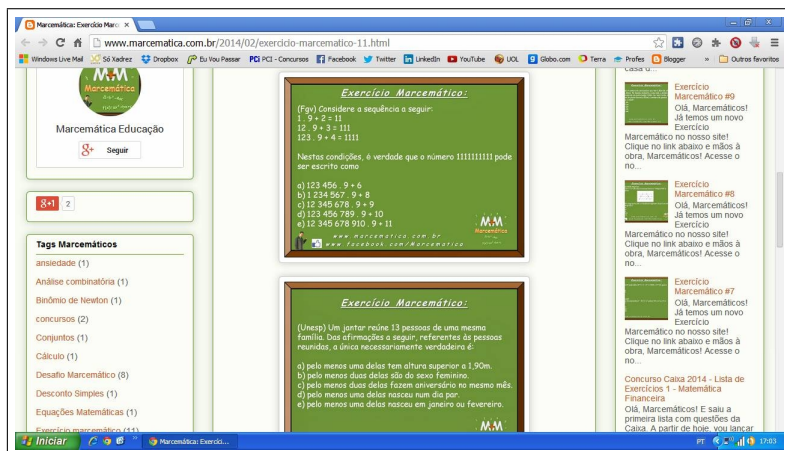 Marcemática: Exercício Marc
www.marcematica.com.br/2014/02/exercicio-marcematico-11.html
Windows Live Mail
Só Xadrez
Dropbox
Eu Vou Passar
PCI - Concursos
Facebook
Twitter
LinkedIn
YouTube
UOL
Globo.com
Terra
Profes
Blogger
»
Outros favoritos
Marcemática
Marcemática Educação
Seguir
g+1 2
Tags Marcemáticos
ansiedade (1)
Análise combinatória (1)
Binômio de Newton (1)
concursos (2)
Conjuntos (1)
Cálculo (1)
Desafio Marcemático (8)
Desconto Simples (1)
Equações Matemáticas (1)
Exercício marcemático (11)
Exercício Marcemático:
(Fgv) Considere a sequência a seguir:
1 . 9 + 2 = 11
12 . 9 + 3 = 111
123 . 9 + 4 = 1111
Nestas condições, é verdade que o número 1111111111 pode
ser escrito como
a) 123 456 . 9 + 6
b) 1 234 567 . 9 + 8
c) 12 345 678 . 9 + 9
d) 123 456 789 . 9 + 10
e) 12 345 678 910 . 9 + 11
Marcemática
www.marcematica.com.br
www.facebook.com/Marcematica
Exercício Marcemático:
(Unesp) Um jantar reúne 13 pessoas de uma mesma
família. Das afirmações a seguir, referentes às pessoas
reunidas, a única necessariamente verdadeira é:
a) pelo menos uma delas tem altura superior a 1,90m.
b) pelo menos duas delas são do sexo feminino.
c) pelo menos duas delas fazem aniversário no mesmo mês.
d) pelo menos uma delas nasceu num dia par.
e) pelo menos uma delas nasceu em janeiro ou fevereiro.
casa d...
Exercício
Marcemático #9
Olá, Marcemáticos!
Já temos um novo
Exercício
Marcemático no nosso site!
Clique no link abaixo e mãos à
obra, Marcemáticos! Acesse o
no...
Exercício
Marcemático #8
Olá, Marcemáticos!
Já temos um novo
Exercício
Marcemático no nosso site!
Clique no link abaixo e mãos à
obra, Marcemáticos! Acesse o
no...
Exercício
Marcemático #7
Olá, Marcemáticos!
Já temos um novo
Exercício
Marcemático no nosso site!
Clique no link abaixo e mãos à
obra, Marcemáticos! Acesse o
no...
Concurso Caixa 2014 - Lista de
Exercícios 1 - Matemática
Financeira
Olá, Marcemáticos! E saiu a
primeira lista com questões da
Caixa. A partir de hoje, vou lançar
Iniciar
Marcemática: Exercíci...
PT
17:03